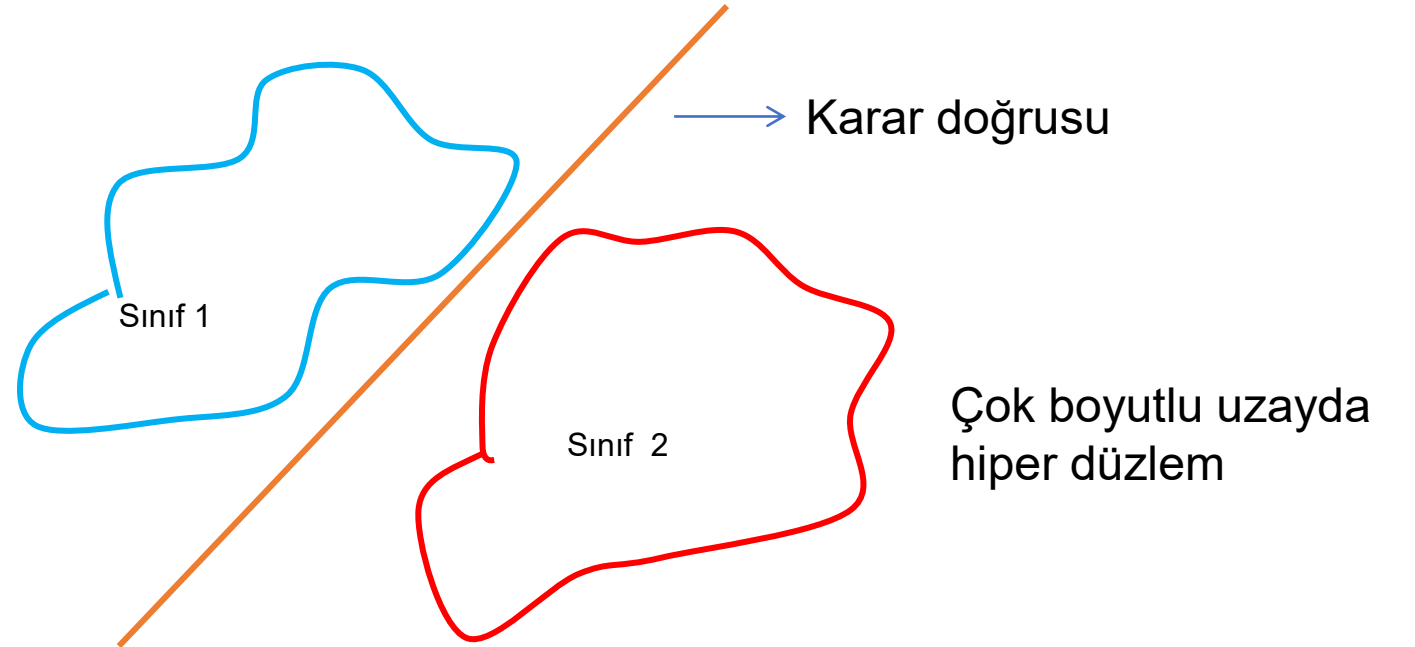 Karar doğrusu
Sınıf 1
Çok boyutlu uzayda
hiper düzlem
Sınıf 2